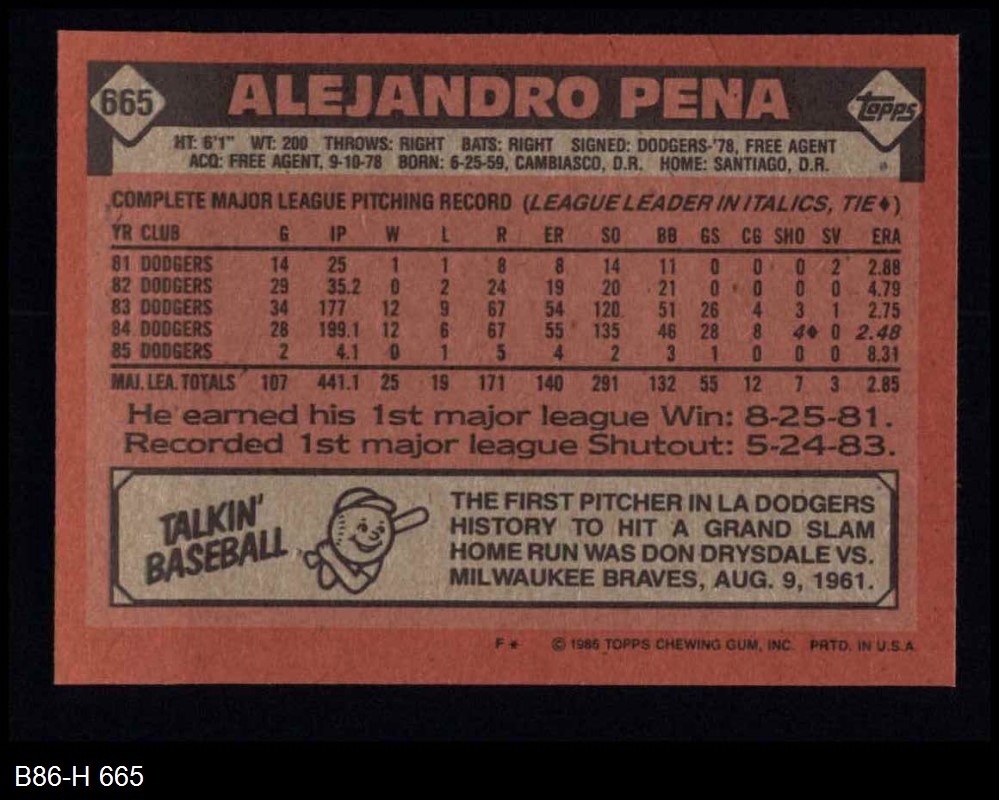 665 ALEJANDRO PENA topps
HT: 6'1" WT: 200 THROWS: RIGHT BATS: RIGHT SIGNED: DODGERS-'78, FREE AGENT
ACQ: FREE AGENT, 9-10-78 BORN: 6-25-59, CAMBIASCO, D.R. HOME: SANTIAGO, D.R.
COMPLETE MAJOR LEAGUE PITCHING RECORD (LEAGUE LEADER IN ITALICS, TIE♦)
YR CLUB G IP W L R ER SO BB GS CG SHO SV ERA
81 DODGERS 14 25 1 1 8 8 14 11 0 0 0 2 2.88
82 DODGERS 29 35.2 0 2 24 19 20 21 0 0 0 0 4.79
83 DODGERS 34 177 12 9 67 54 120 51 26 4 3 1 2.75
84 DODGERS 28 199.1 12 6 67 55 135 46 28 8 4♦ 0 2.48
85 DODGERS 2 4.1 0 1 5 4 2 3 1 0 0 0 8.31
MAJ. LEA. TOTALS 107 441.1 25 19 171 140 291 132 55 12 7 3 2.85
He earned his 1st major league Win: 8-25-81.
Recorded 1st major league Shutout: 5-24-83.
TALKIN'
BASEBALL
THE FIRST PITCHER IN LA DODGERS
HISTORY TO HIT A GRAND SLAM
HOME RUN WAS DON DRYSDALE VS.
MILWAUKEE BRAVES, AUG. 9, 1961.
F* © 1986 TOPPS CHEWING GUM, INC. PRTD. IN U.S.A.
B86-H 665